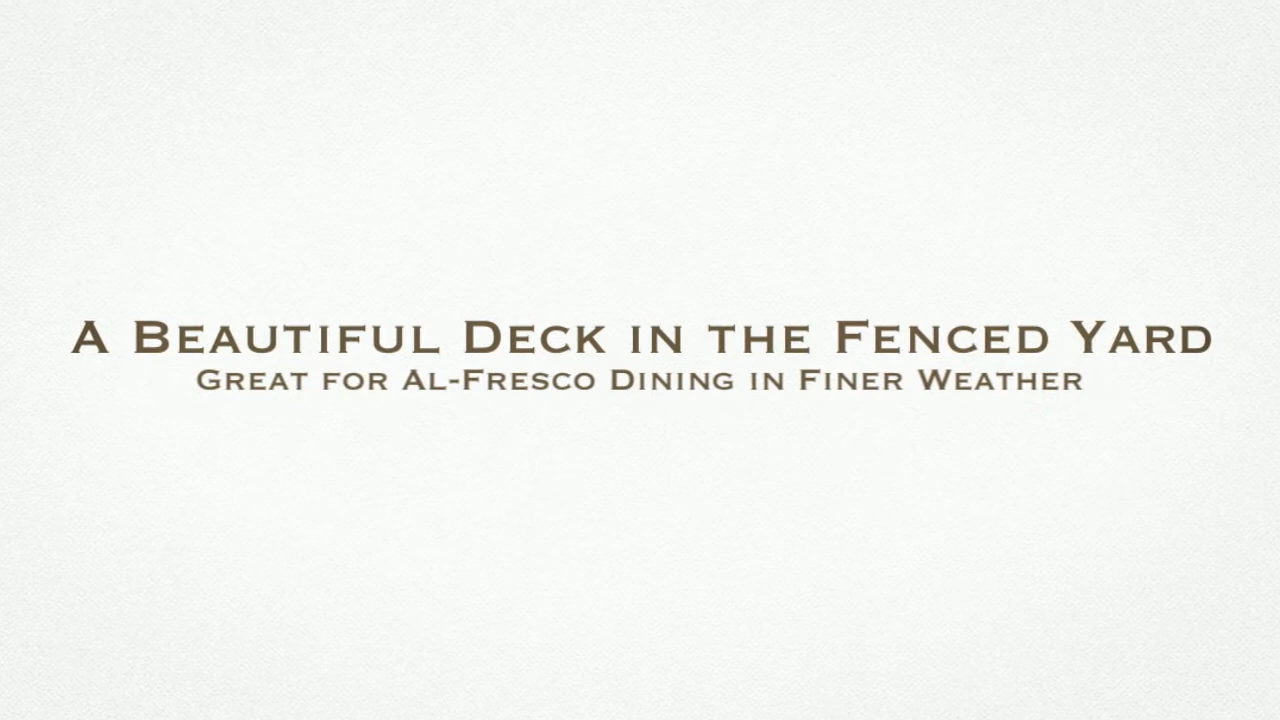 A Beautiful Deck in the Fenced Yard
Great for Al-Fresco Dining in Finer Weather